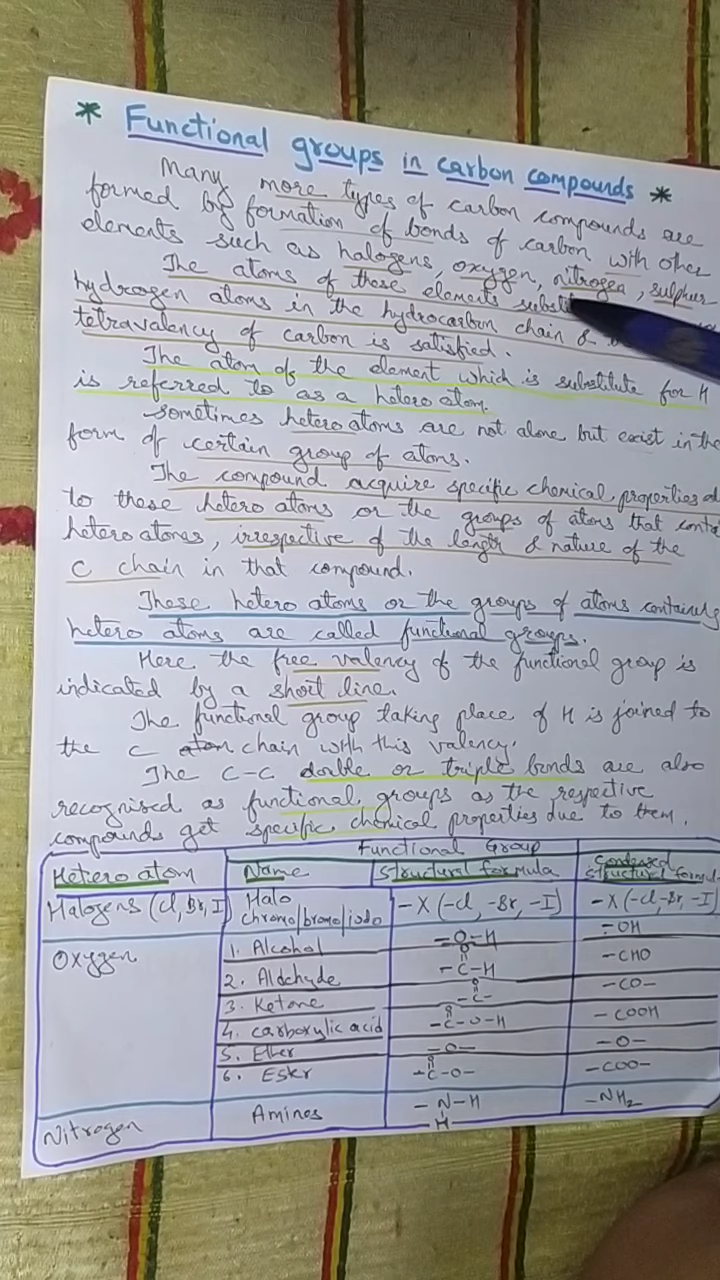 * Functional groups in carbon compounds *
Many more types of carbon compounds are
formed by formation of bonds of carbon with other
elements such as halogens, oxygen, nitrogen, sulphur
The atoms of these elements
hydrogen atoms in the hydrocarbon chain &
tetravalency of carbon is satisfied.
The atom of the element which is substitute for H
is referred to as a hetero atom.
Sometimes hetero atoms are not alone but exist in the
form of certain group of atoms.
The compound acquire specific chemical properties
to these hetero atoms or the groups of atoms that
hetero atoms, irrespective of the length & nature of the
C chain in that compound.
These hetero atoms or the groups of atoms
hetero atoms are called functional groups.
Here the free valency of the functional group is
indicated by a short line.
The functional group taking place of H is joined to
the C chain with this valency.
The C-C double or triple bonds are also
recognised as functional groups as the respective
compounds get specific chemical properties due to them.
Functional Group
Hetero atom Name Structural formula Condensed
Structural
Halogens (Cl, Br, I) Halo -X (-Cl, -Br, -I) -X (-Cl, -Br, -I)
/bromo/iodo
Oxygen 1. Alcohol -O-H -OH
2. Aldehyde O -C-H -CHO
3. Ketone O -C- -CO-
4. Carboxylic acid O -C-O-H -COOH
5. Ether -O- -O-
6. Ester O -C-O- -COO-
Nitrogen Amines -N-H -NH₂
H